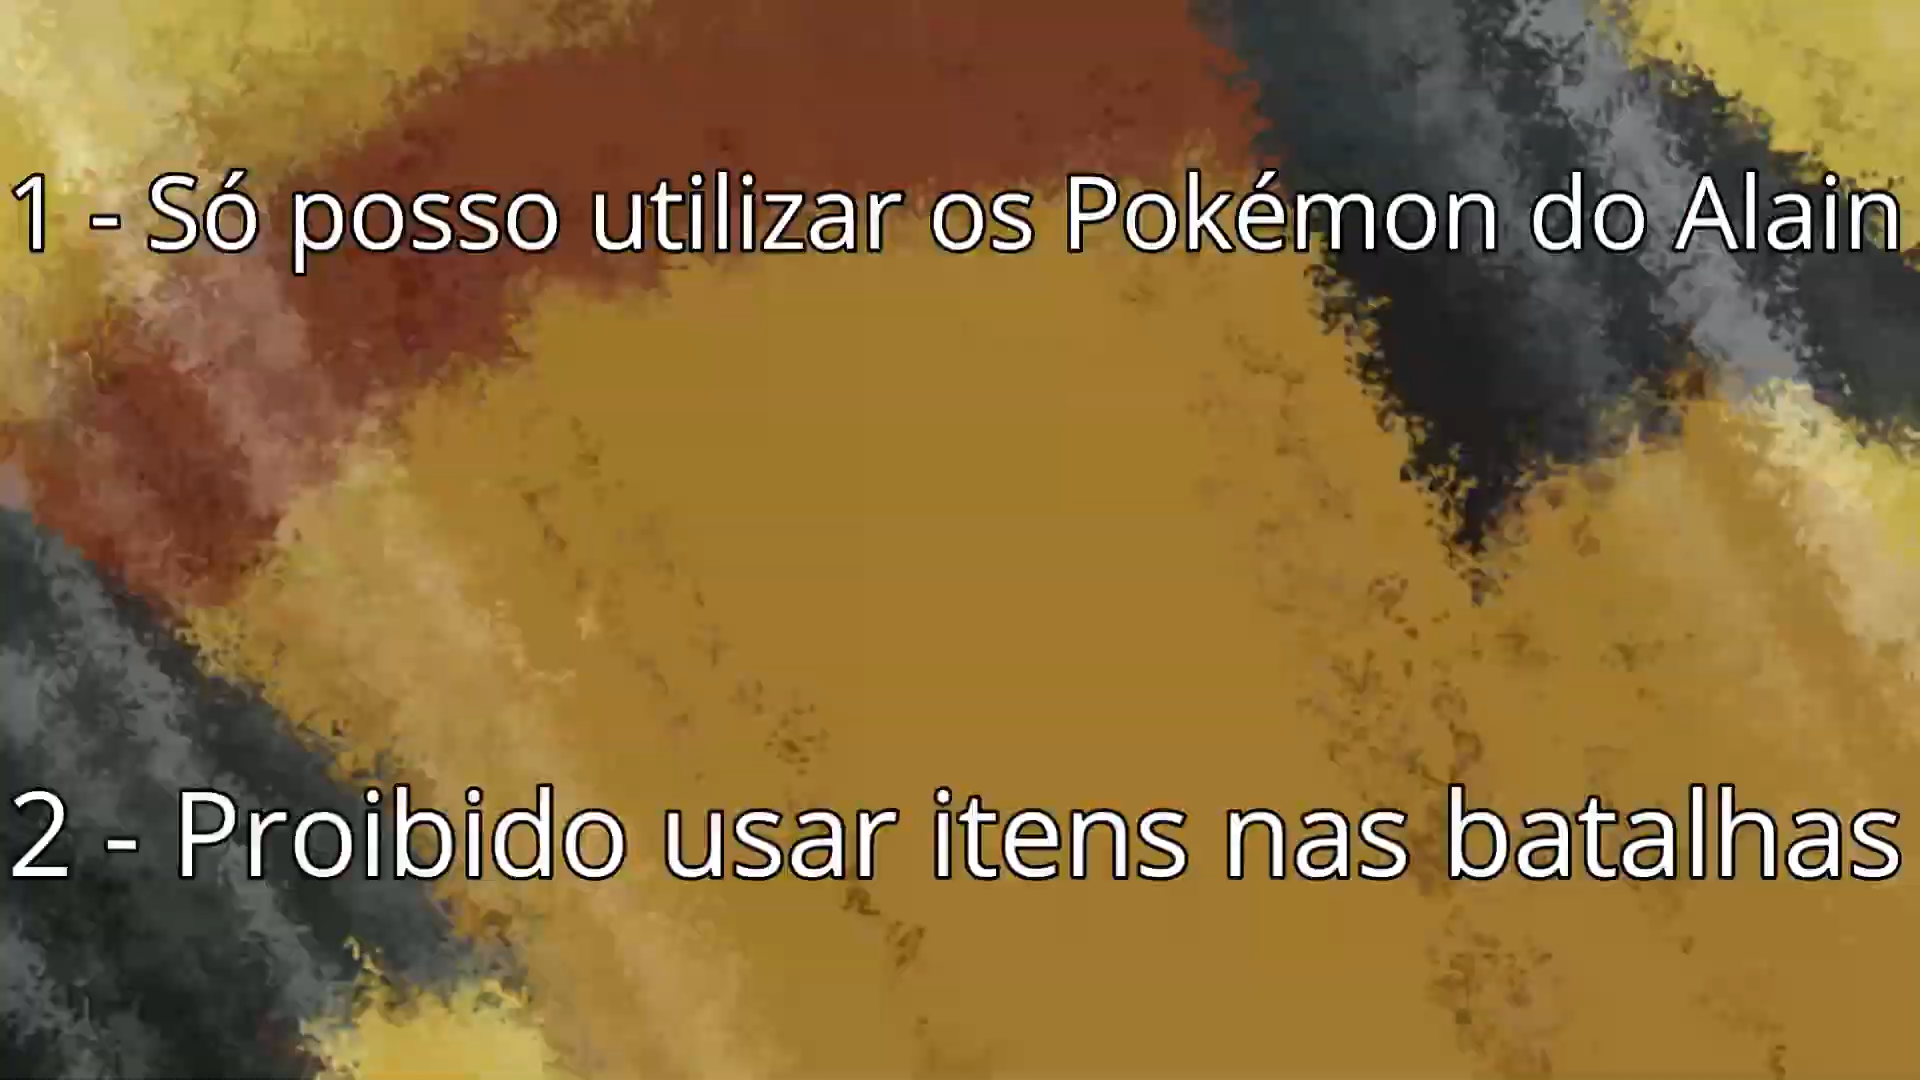 1 - Só posso utilizar os Pokémon do Alain
2 - Proibido usar itens nas batalhas